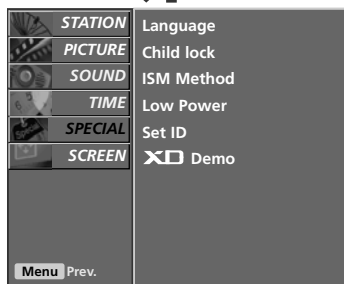 STATION
PICTURE
SOUND
TIME
SPECIAL
SCREEN
Menu Prev.
Language
Child lock
ISM Method
Low Power
Set ID
XD Demo